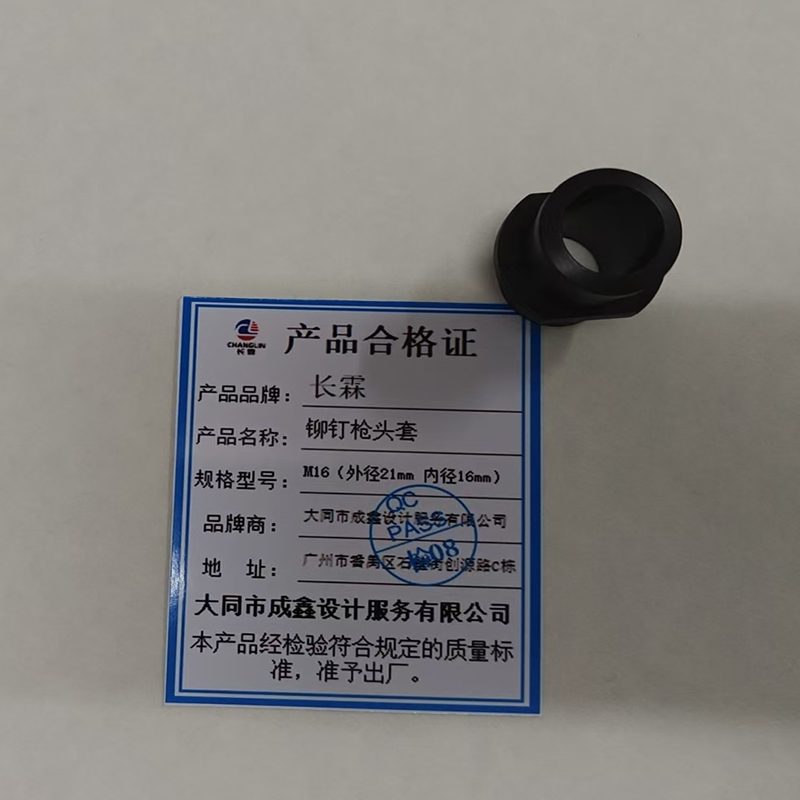 CHANGLIN
长霖
产品合格证
产品品牌：长霖
产品名称：铆钉枪头套
规格型号：M16（外径21mm 内径16mm）
品牌商：大同市成鑫设计服务有限公司
地 址：广州市番禺区石 街创源路C栋
QC
PASS
检08
大同市成鑫设计服务有限公司
本产品经检验符合规定的质量标
准，准予出厂。